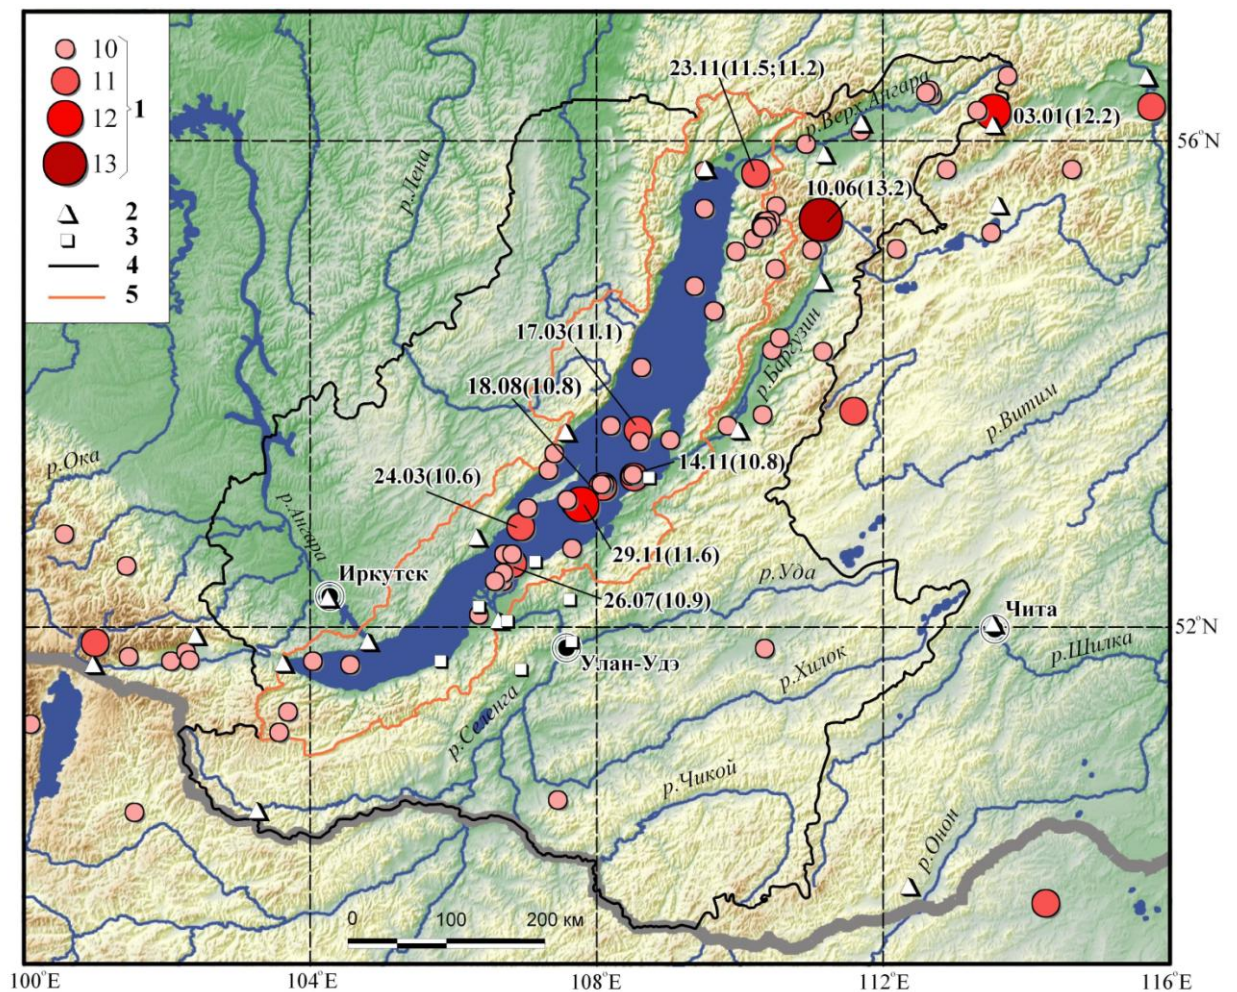 10
11
1
12
13
2
3
4
5
23.11(11.5;11.2)
р.Верх.Ангара
03.01(12.2)
56°N
р.Лена
10.06(13.2)
17.03(11.1)
р.Баргузин
18.08(10.8)
р.Витим
р.Ока
14.11(10.8)
24.03(10.6)
р.Ангара
29.11(11.6)
Иркутск
р.Уда
26.07(10.9)
Чита
52°N
р.Шилка
Улан-Удэ
р.Хилок
р.Селенга
р.Чикой
р.Онон
0 100 200 км
100°E 104°E 108°E 112°E 116°E